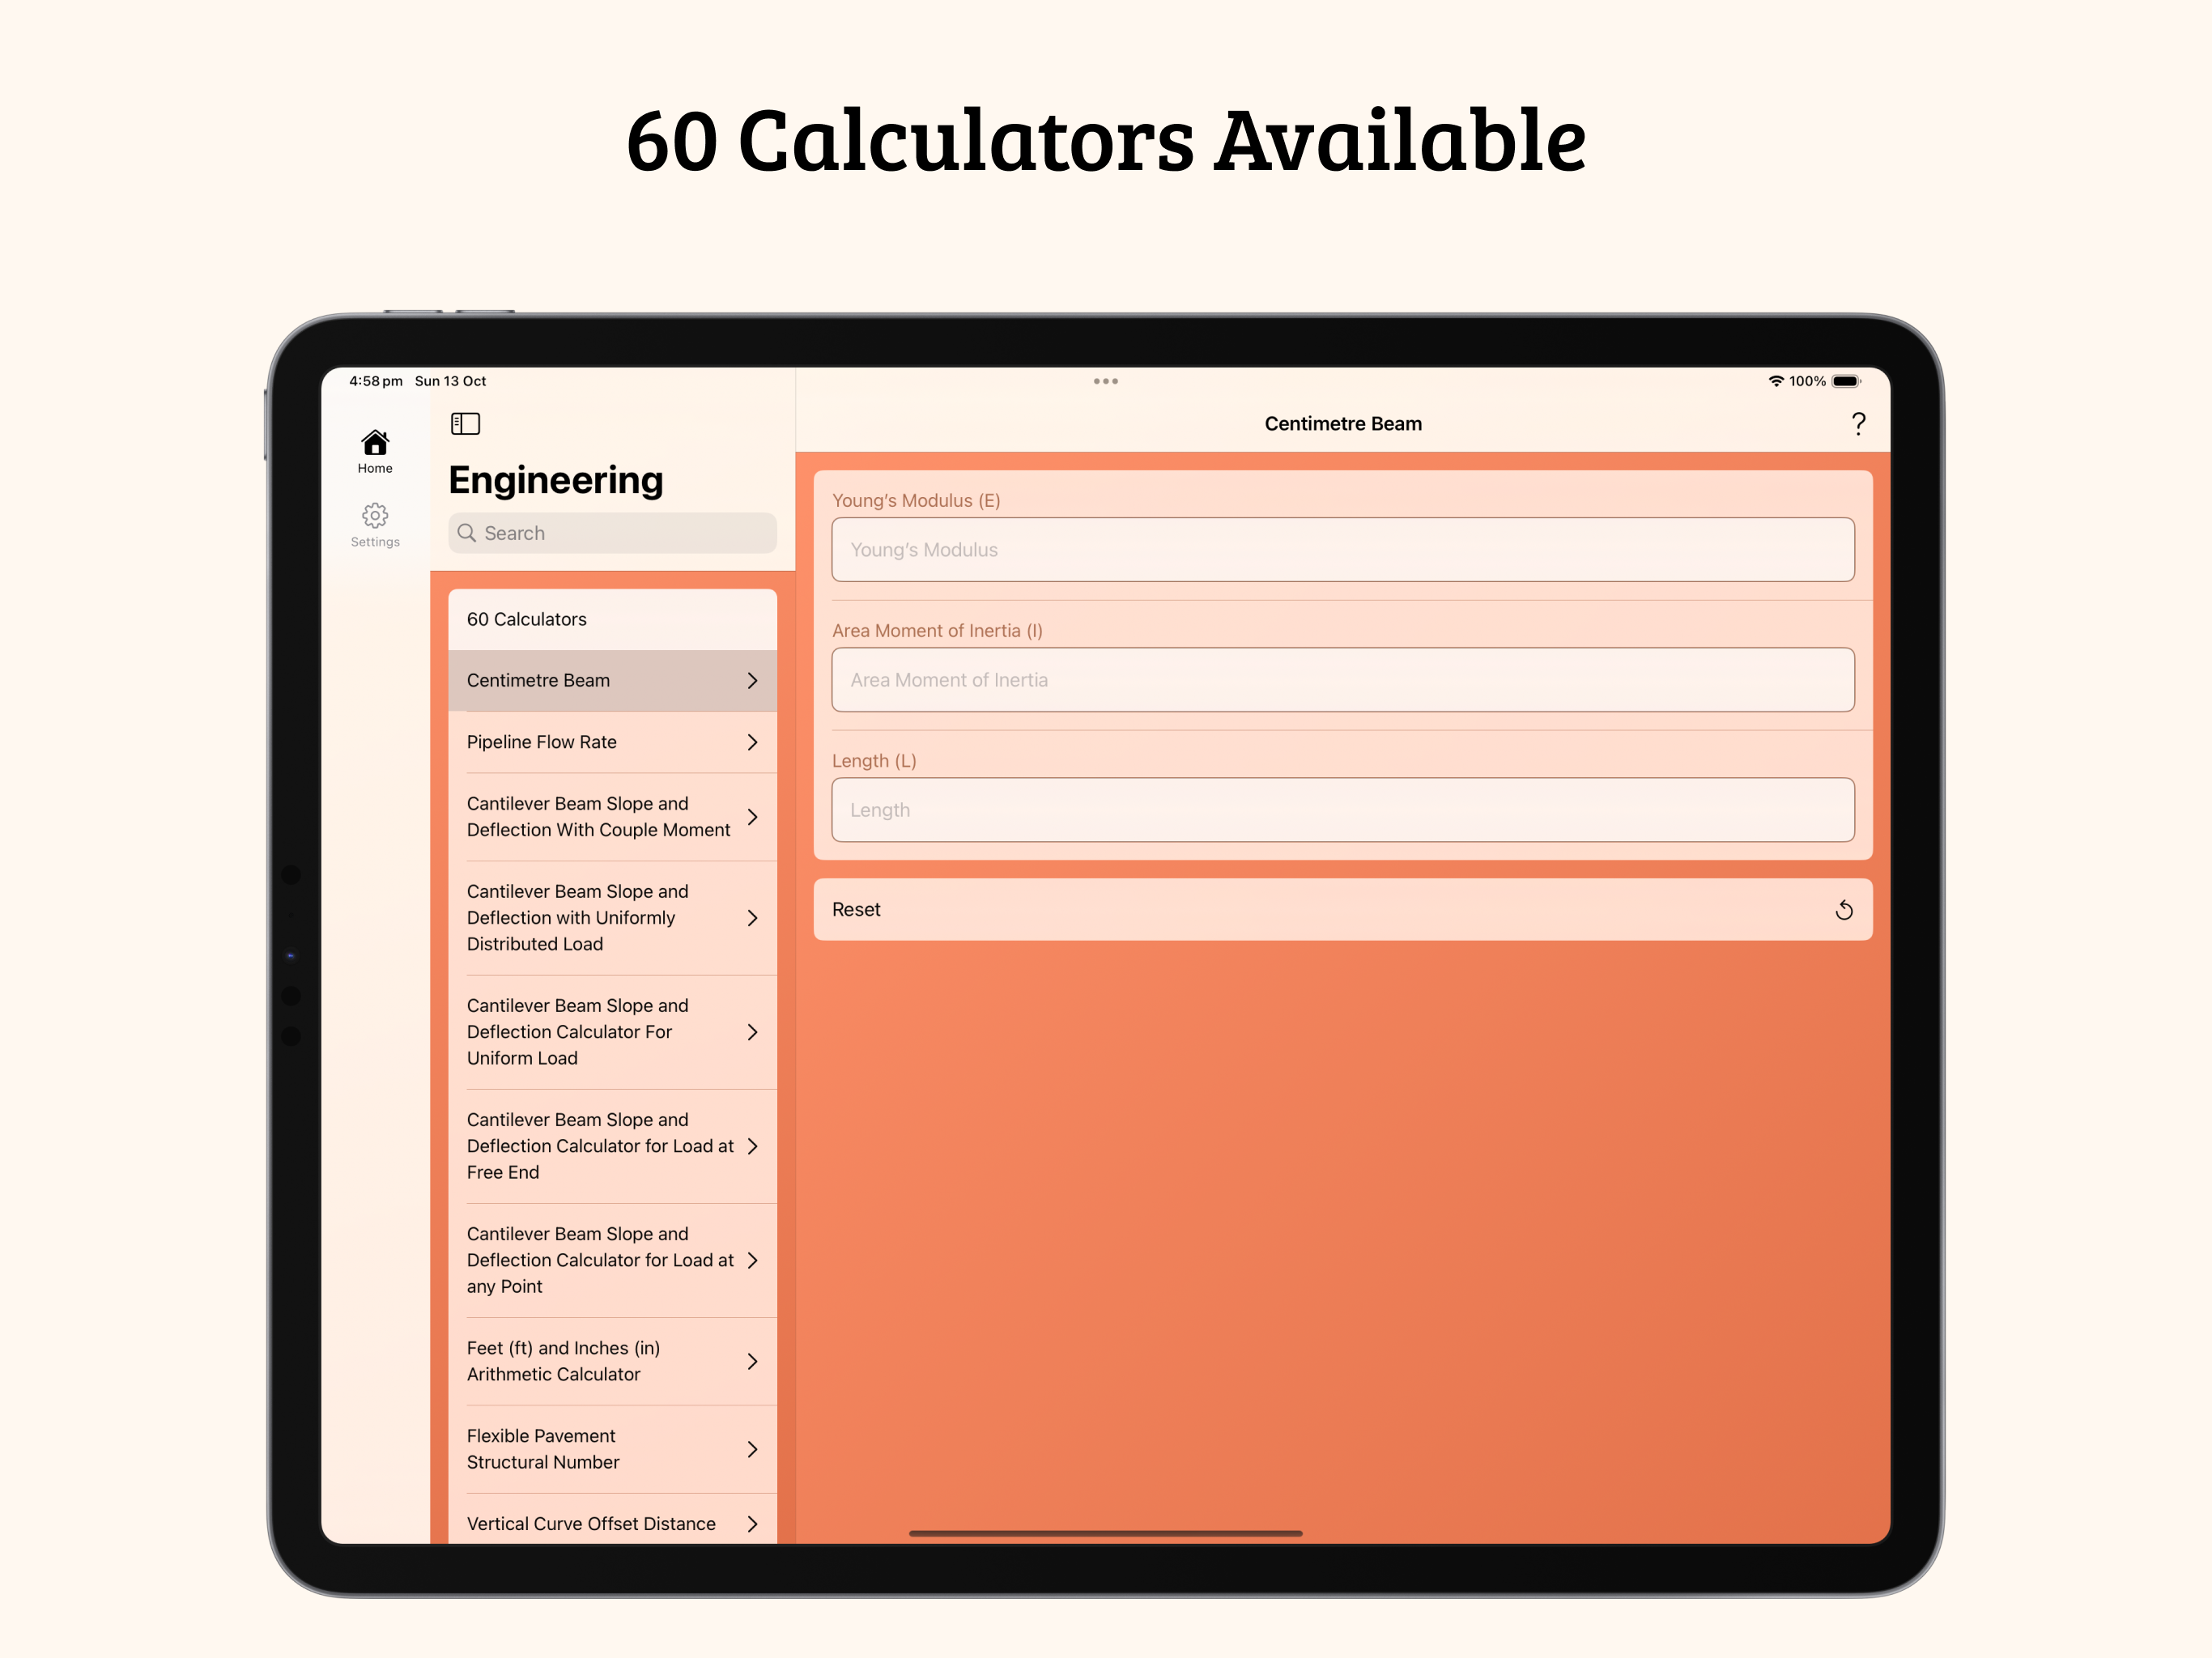 60 Calculators Available
4:58 pm Sun 13 Oct
100%
Home
Settings
Engineering
Search
60 Calculators
Centimetre Beam
Pipeline Flow Rate
Cantilever Beam Slope and
Deflection With Couple Moment
Cantilever Beam Slope and
Deflection with Uniformly
Distributed Load
Cantilever Beam Slope and
Deflection Calculator For
Uniform Load
Cantilever Beam Slope and
Deflection Calculator for Load at
Free End
Cantilever Beam Slope and
Deflection Calculator for Load at
any Point
Feet (ft) and Inches (in)
Arithmetic Calculator
Flexible Pavement
Structural Number
Vertical Curve Offset Distance
Centimetre Beam
?
Young’s Modulus (E)
Young’s Modulus
Area Moment of Inertia (I)
Area Moment of Inertia
Length (L)
Length
Reset